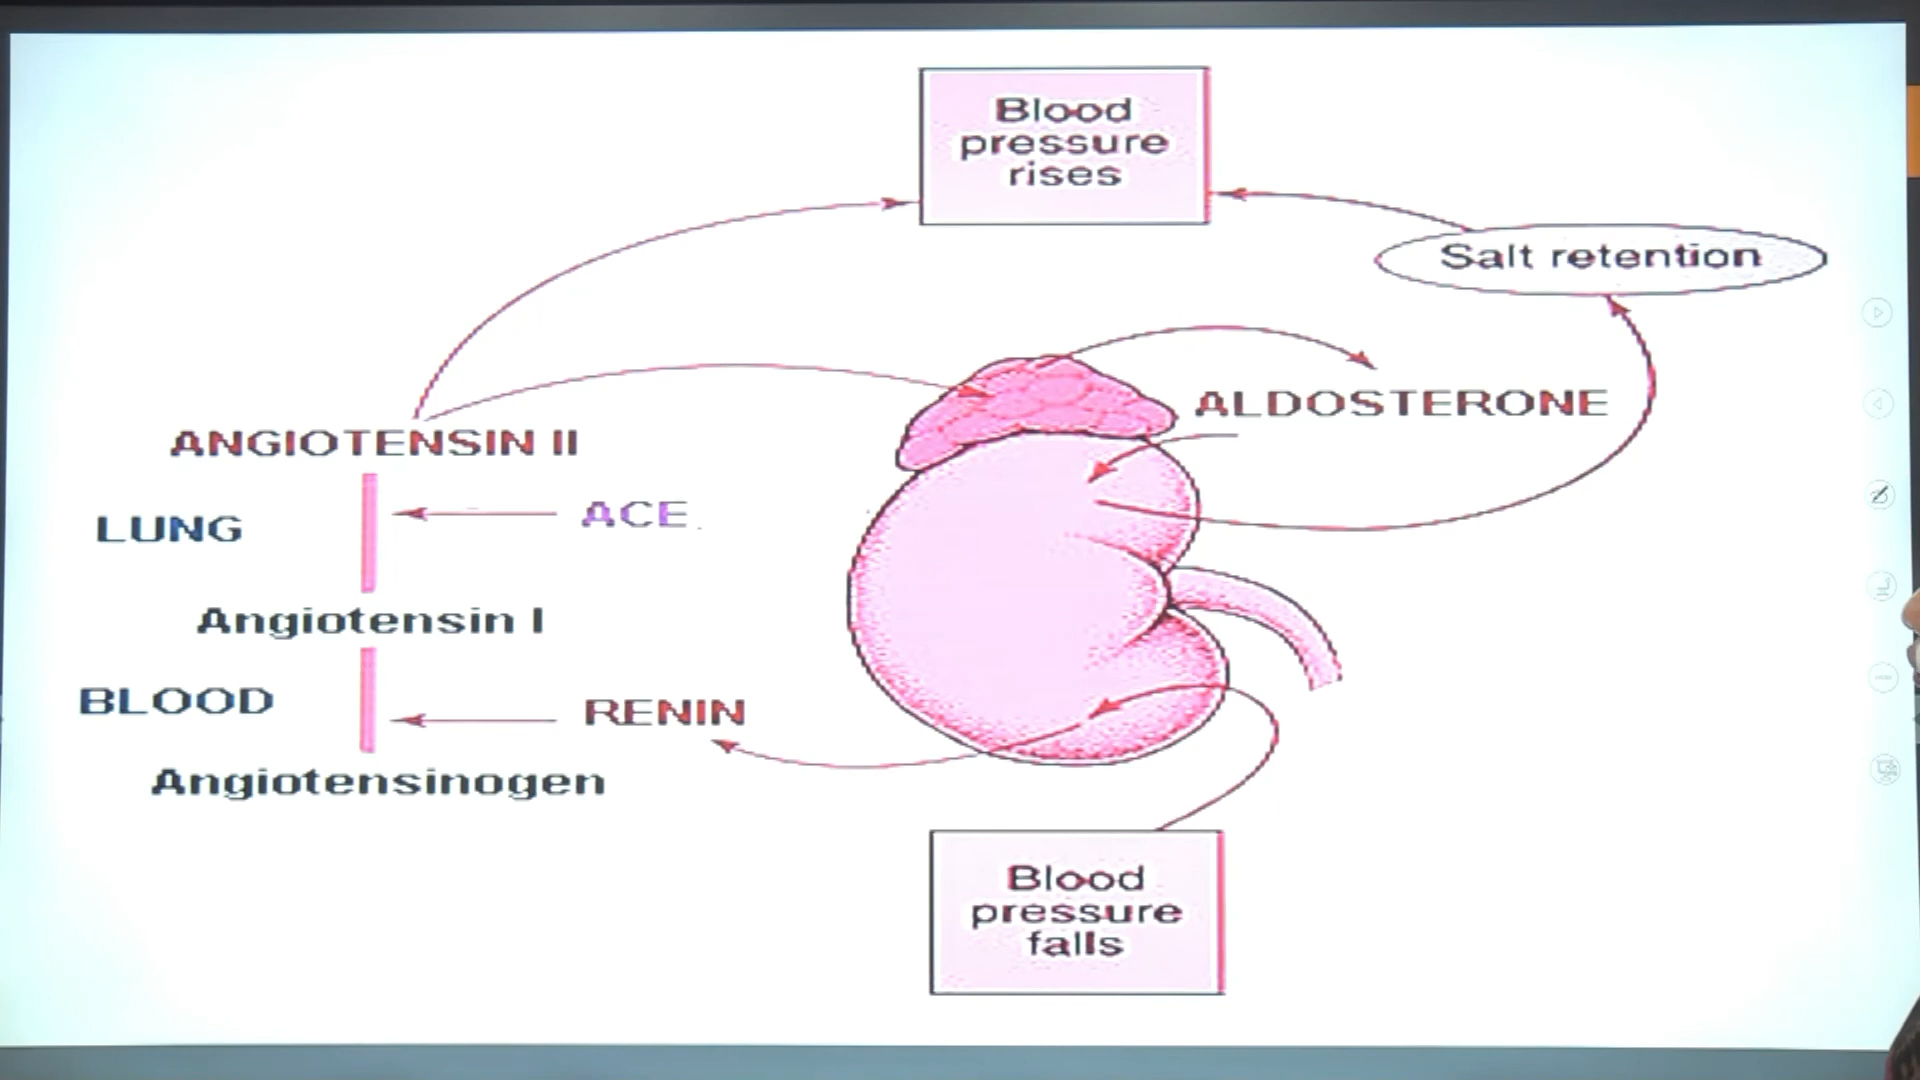 Blood
pressure
rises
Salt retention
ALDOSTERONE
ANGIOTENSIN II
LUNG
ACE
Angiotensin I
BLOOD
RENIN
Angiotensinogen
Blood
pressure
falls